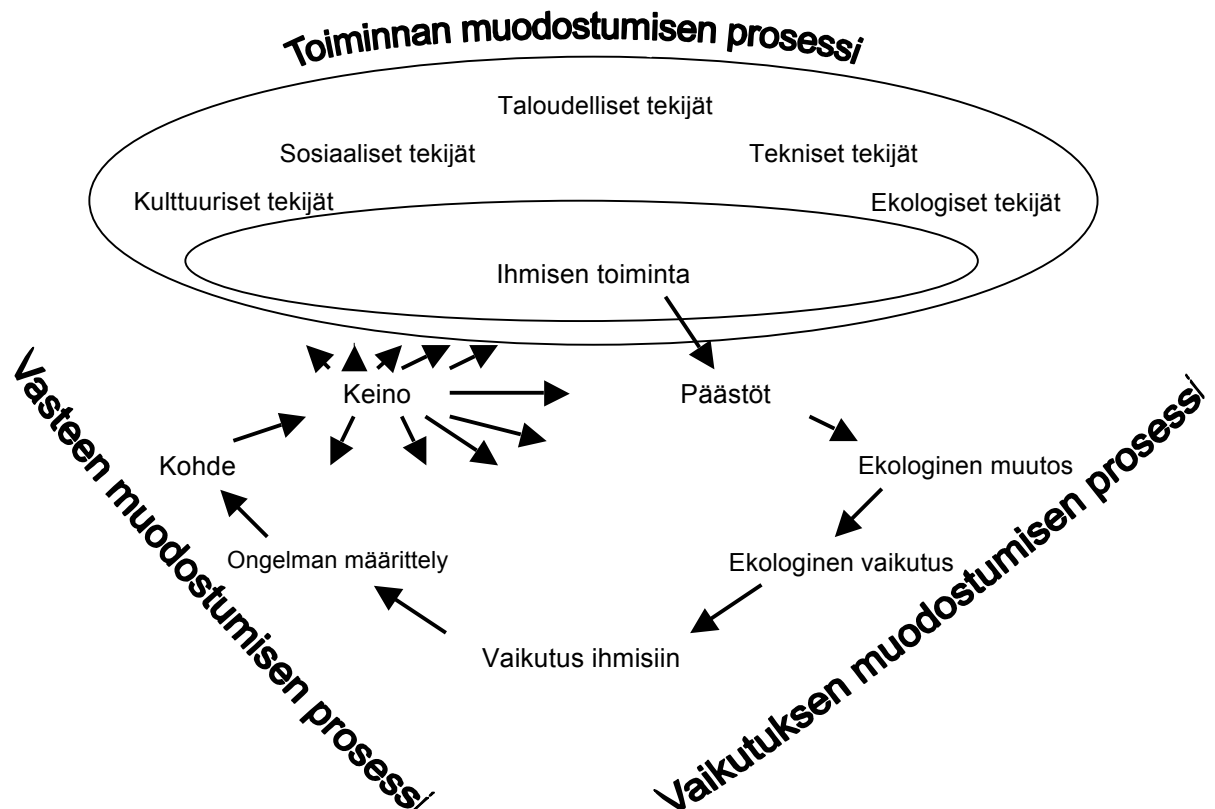 Toiminnan muodostumisen prosessi
Taloudelliset tekijät
Sosiaaliset tekijät
Tekniset tekijät
Kulttuuriset tekijät
Ekologiset tekijät
Ihmisen toiminta
Keino
Päästöt
Kohde
Ekologinen muutos
Ongelman määrittely
Ekologinen vaikutus
Vaikutus ihmisiin
Vasteen muodostumisen prosessi
Vaikutuksen muodostumisen prosessi